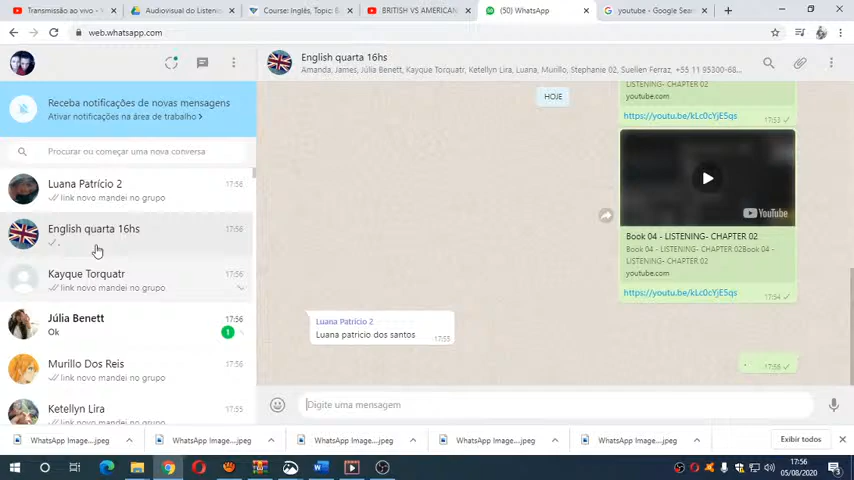 Transmissão ao vivo - Y
Audiovisual do Listenin
Course: Inglês, Topic: B
BRITISH VS AMERICAN
(50) WhatsApp
youtube - Google Sear
web.whatsapp.com
English quarta 16hs
Amanda, James, Júlia Benett, Kayque Torquatr, Ketellyn Lira, Luana, Murillo, Stephanie 02, Suelien Ferraz, +55 11 95300-68...
Receba notificações de novas mensagens
Ativar notificações na área de trabalho >
Procurar ou começar uma nova conversa
Luana Patrício 2
17:56
link novo mandei no grupo
English quarta 16hs
17:56
.
Kayque Torquatr
17:56
link novo mandei no grupo
Júlia Benett
17:56
Ok
1
Murillo Dos Reis
17:56
link novo mandei no grupo
Ketellyn Lira
17:55
link novo mandei no grupo
HOJE
LISTENING- CHAPTER 02
youtube.com
https://youtu.be/kLc0cYjE5qs
17:53
YouTube
Book 04 - LISTENING- CHAPTER 02
Book 04 - LISTENING- CHAPTER 02Book 04 -
LISTENING- CHAPTER 02
youtube.com
https://youtu.be/kLc0cYjE5qs
17:54
Luana Patrício 2
Luana patricio dos santos
17:55
.
17:56
Digite uma mensagem
WhatsApp Image....jpeg
WhatsApp Image....jpeg
WhatsApp Image....jpeg
WhatsApp Image....jpeg
WhatsApp Image....jpeg
Exibir todos
17:56
05/08/2020
3